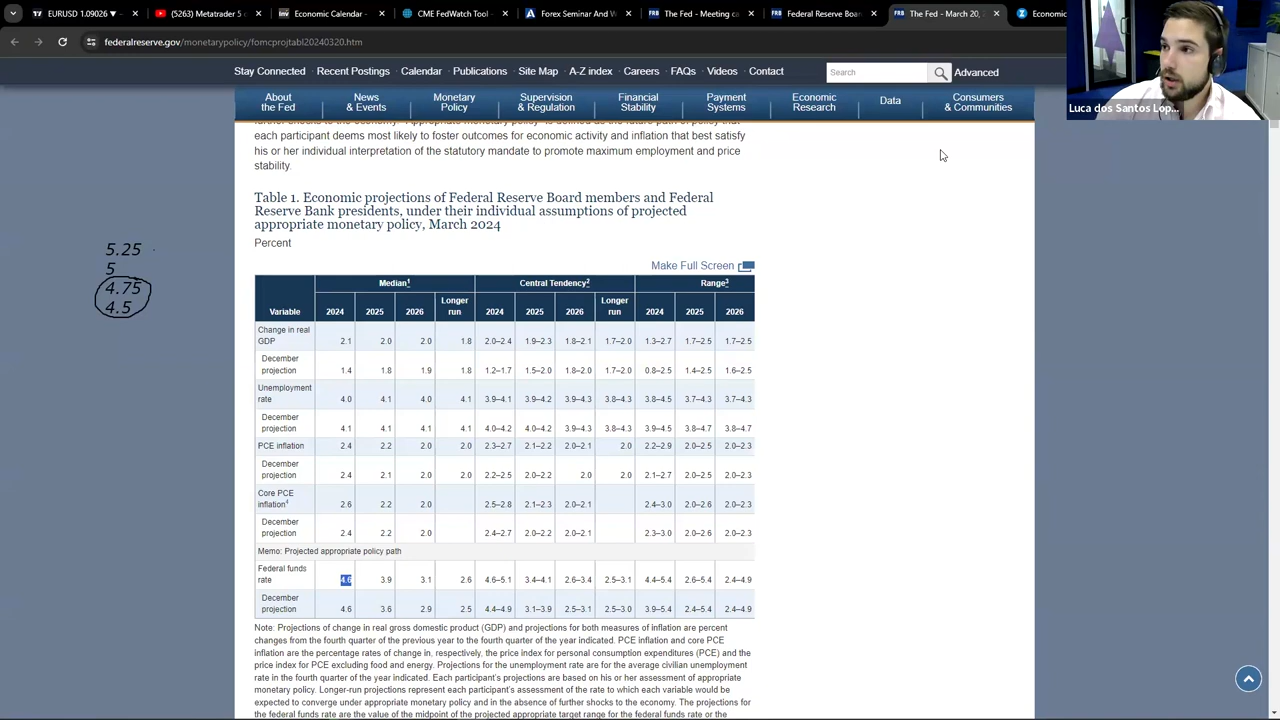 EURUSD 1.09026
(5263) Metatrader 5
Economic Calendar
CME FedWatch Tool
Forex Seminar And W
The Fed - Meeting ca
Federal Reserve Boa
The Fed - March 20,
Economic
federalreserve.gov/monetarypolicy/fomcprojtabl20240320.htm
Luca dos Santos Lop...
Stay Connected Recent Postings Calendar Publications Site Map A-Z index Careers FAQs Videos Contact Search Advanced
About the Fed
News & Events
Monetary Policy
Supervision & Regulation
Financial Stability
Payment Systems
Economic Research
Data
Consumers & Communities
each participant deems most likely to foster outcomes for economic activity and inflation that best satisfy
his or her individual interpretation of the statutory mandate to promote maximum employment and price
stability.
Table 1. Economic projections of Federal Reserve Board members and Federal
Reserve Bank presidents, under their individual assumptions of projected
appropriate monetary policy, March 2024
Percent
5.25
5
4.75
4.5
Make Full Screen
Variable Median1 Central Tendency2 Range3
2024 2025 2026 Longer run 2024 2025 2026 Longer run 2024 2025 2026
Change in real GDP 2.1 2.0 2.0 1.8 2.0–2.4 1.9–2.3 1.8–2.1 1.7–2.0 1.3–2.7 1.7–2.5 1.7–2.5
December projection 1.4 1.8 1.9 1.8 1.2–1.7 1.5–2.0 1.8–2.0 1.7–2.0 0.8–2.5 1.4–2.5 1.6–2.5
Unemployment rate 4.0 4.1 4.0 4.1 3.9–4.1 3.9–4.2 3.9–4.3 3.8–4.3 3.8–4.5 3.7–4.3 3.7–4.3
December projection 4.1 4.1 4.1 4.1 4.0–4.2 4.0–4.2 3.9–4.3 3.8–4.3 3.9–4.5 3.8–4.7 3.8–4.7
PCE inflation 2.4 2.2 2.0 2.0 2.3–2.7 2.1–2.2 2.0–2.1 2.0 2.2–2.9 2.0–2.5 2.0–2.3
December projection 2.4 2.1 2.0 2.0 2.2–2.5 2.0–2.2 2.0 2.0 2.1–2.7 2.0–2.5 2.0–2.3
Core PCE inflation4 2.6 2.2 2.0 2.5–2.8 2.1–2.3 2.0–2.1 2.4–3.0 2.0–2.6 2.0–2.3
December projection 2.4 2.2 2.0 2.4–2.7 2.0–2.2 2.0–2.1 2.3–3.0 2.0–2.6 2.0–2.3
Memo: Projected appropriate policy path
Federal funds rate 4.6 3.9 3.1 2.6 4.6–5.1 3.4–4.1 2.6–3.4 2.5–3.1 4.4–5.4 2.6–5.4 2.4–4.9
December projection 4.6 3.6 2.9 2.5 4.4–4.9 3.1–3.9 2.5–3.1 2.5–3.0 3.9–5.4 2.4–5.4 2.4–4.9
Note: Projections of change in real gross domestic product (GDP) and projections for both measures of inflation are percent
changes from the fourth quarter of the previous year to the fourth quarter of the year indicated. PCE inflation and core PCE
inflation are the percentage rates of change in, respectively, the price index for personal consumption expenditures (PCE) and the
price index for PCE excluding food and energy. Projections for the unemployment rate are for the average civilian unemployment
rate in the fourth quarter of the year indicated. Each participant's projections are based on his or her assessment of appropriate
monetary policy. Longer-run projections represent each participant's assessment of the rate to which each variable would be
expected to converge under appropriate monetary policy and in the absence of further shocks to the economy. The projections for
the federal funds rate are the value of the midpoint of the projected appropriate target range for the federal funds rate or the